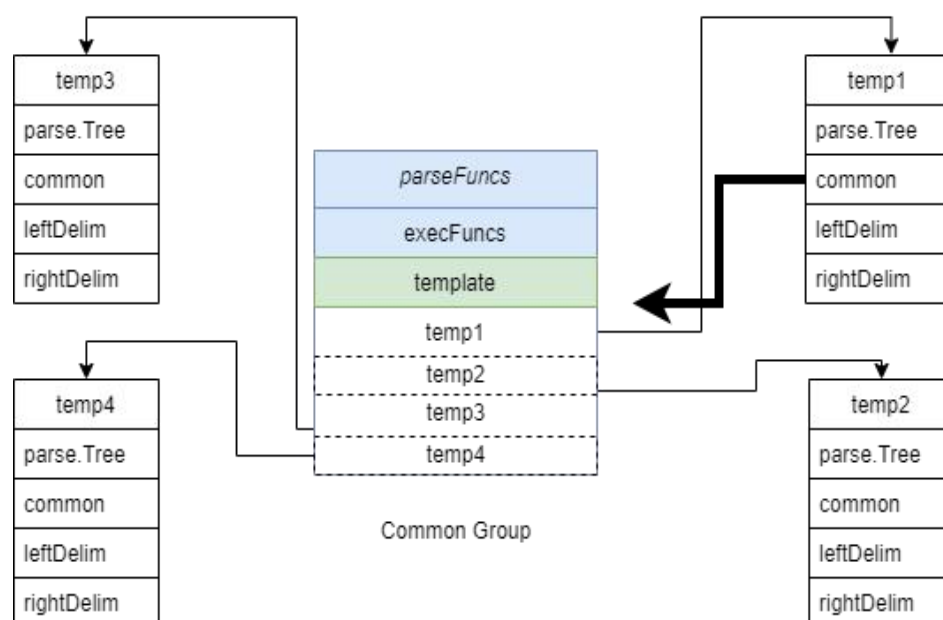 temp3
parse.Tree
common
leftDelim
rightDelim
temp1
parse.Tree
common
leftDelim
rightDelim
parseFuncs
execFuncs
template
temp1
temp2
temp3
temp4
Common Group
temp4
parse.Tree
common
leftDelim
rightDelim
temp2
parse.Tree
common
leftDelim
rightDelim